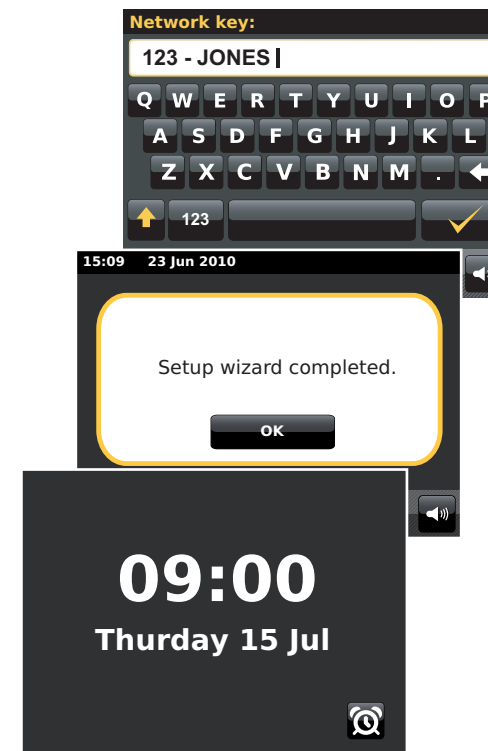 Network key:
123 - JONES
Q W E R T Y U I O P
A S D F G H J K L
Z X C V B N M .
123
15:09 23 Jun 2010
Setup wizard completed.
OK
09:00
Thurday 15 Jul